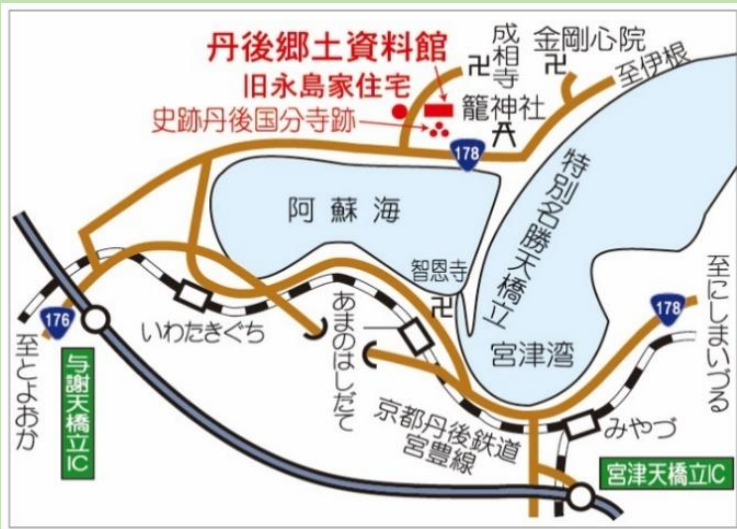 丹後郷土資料館
旧永島家住宅
史跡丹後国分寺跡
成相寺
金剛心院
至伊根
籠神社
178
阿蘇海
特別名勝天橋立
智恩寺
176
至とよおか
与謝天橋立IC
いわたきぐち
あまのはしだて
宮津湾
178
至にしまいづる
京都丹後鉄道
宮豊線
みやづ
宮津天橋立IC